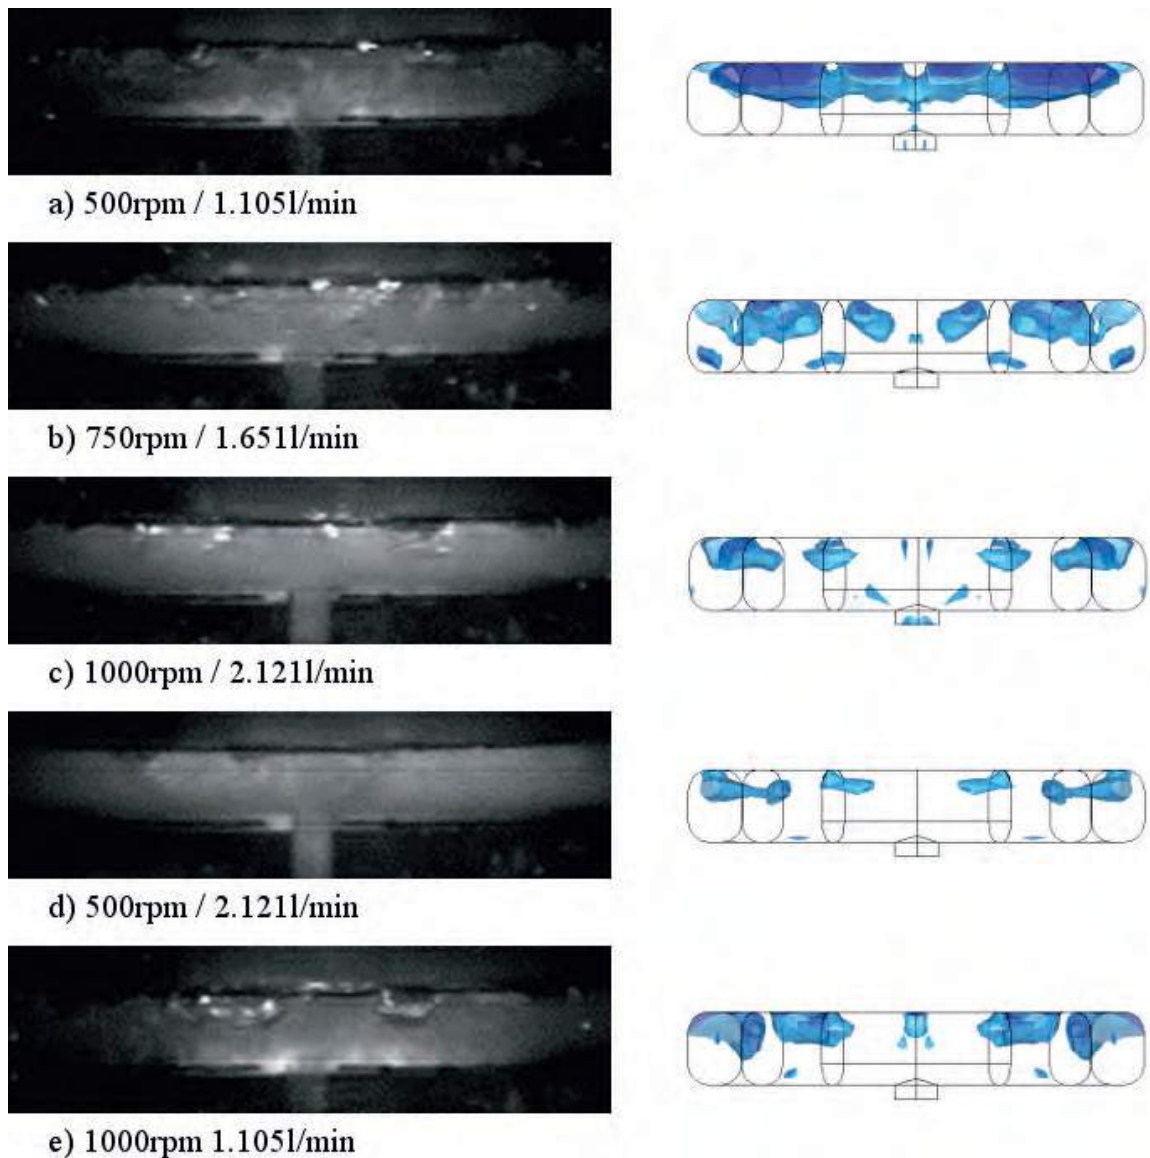 a) 500rpm / 1.105l/min
b) 750rpm / 1.651l/min
c) 1000rpm / 2.121l/min
d) 500rpm / 2.121l/min
e) 1000rpm 1.105l/min